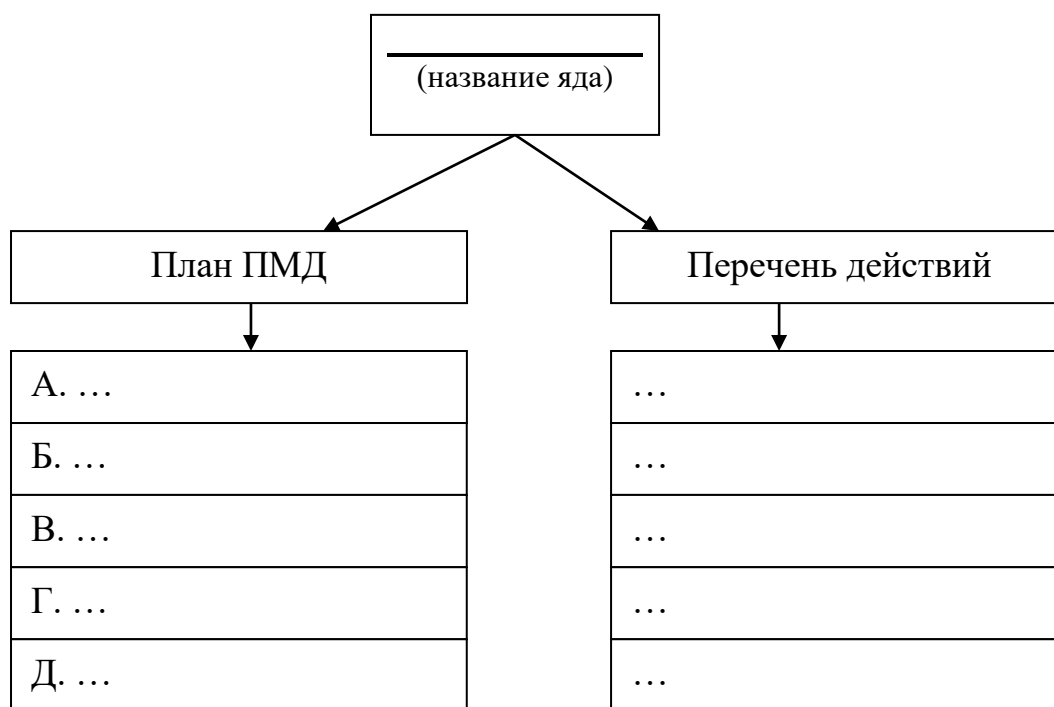 (название яда)
План ПМД
Перечень действий
А. …
…
Б. …
…
В. …
…
Г. …
…
Д. …
…